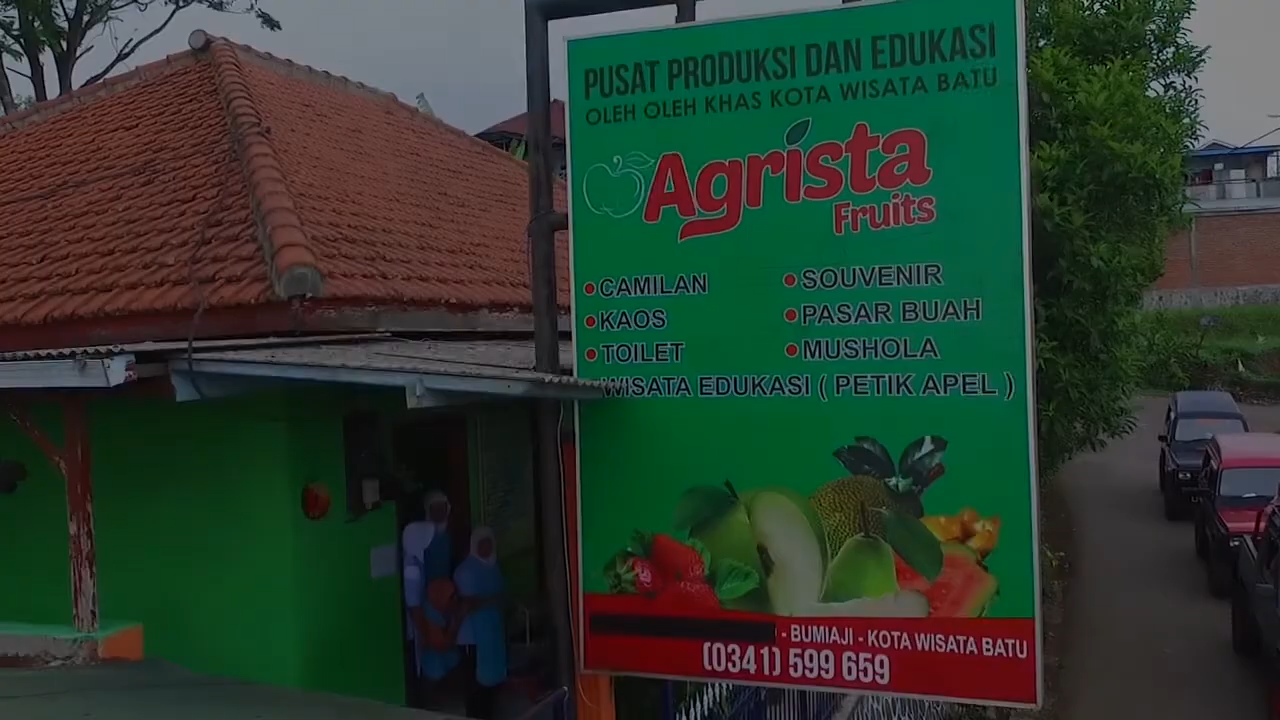 PUSAT PRODUKSI DAN EDUKASI
OLEH OLEH KHAS KOTA WISATA BATU
Agrista
Fruits
CAMILAN
KAOS
TOILET
SOUVENIR
PASAR BUAH
MUSHOLA
WISATA EDUKASI ( PETIK APEL )
- BUMIAJI - KOTA WISATA BATU
(0341) 599 659